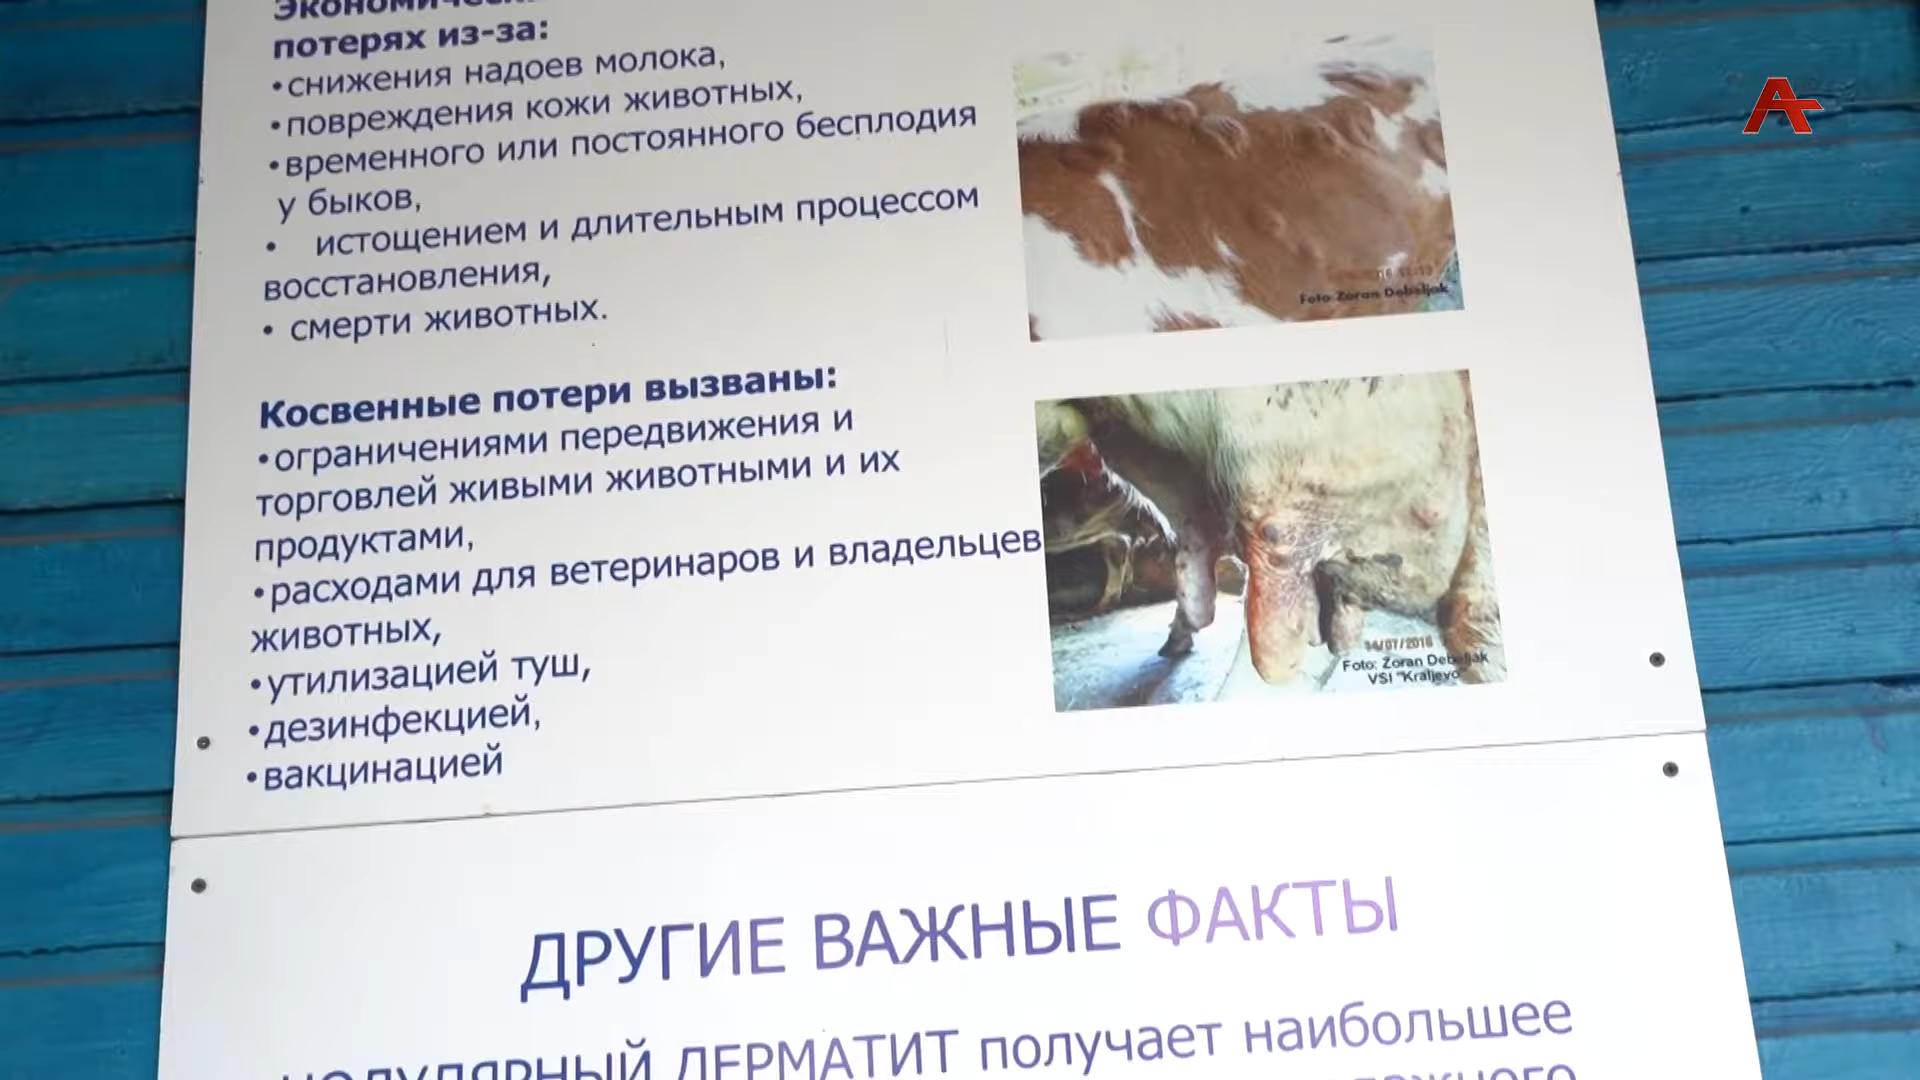 потерях из-за:
•снижения надоев молока,
•повреждения кожи животных,
•временного или постоянного бесплодия
у быков,
• истощением и длительным процессом
восстановления,
• смерти животных.
Foto Zoran Debeljak
Косвенные потери вызваны:
•ограничениями передвижения и
торговлей живыми животными и их
продуктами,
•расходами для ветеринаров и владельцев
животных,
•утилизацией туш,
•дезинфекцией,
•вакцинацией
14/07/2016
Foto: Zoran Debeljak
VSI "Kraljevo"
ДРУГИЕ ВАЖНЫЕ ФАКТЫ
НОДУЛЯРНЫЙ ДЕРМАТИТ получает наибольшее